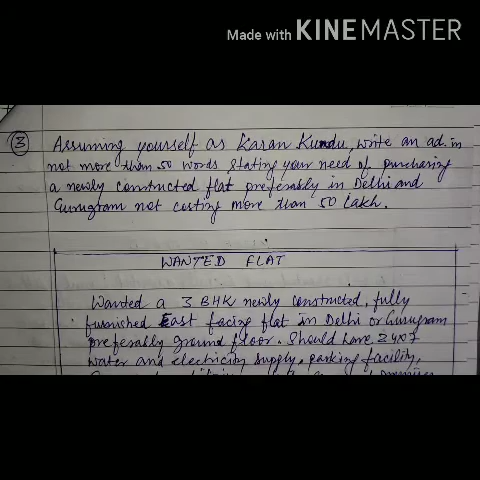 Made with KINEMASTER
③ Assuming yourself as Karan Kundu, write an ad. in
not more than 50 words stating your need of purchasing
a newly constructed flat preferably in Delhi and
Gurugram not costing more than 50 Lakh.
WANTED FLAT
Wanted a 3 BHK newly constructed, fully
furnished East facing flat in Delhi or Gurugram
preferably ground floor. Should have 24x7
water and electricity supply, parking facility,